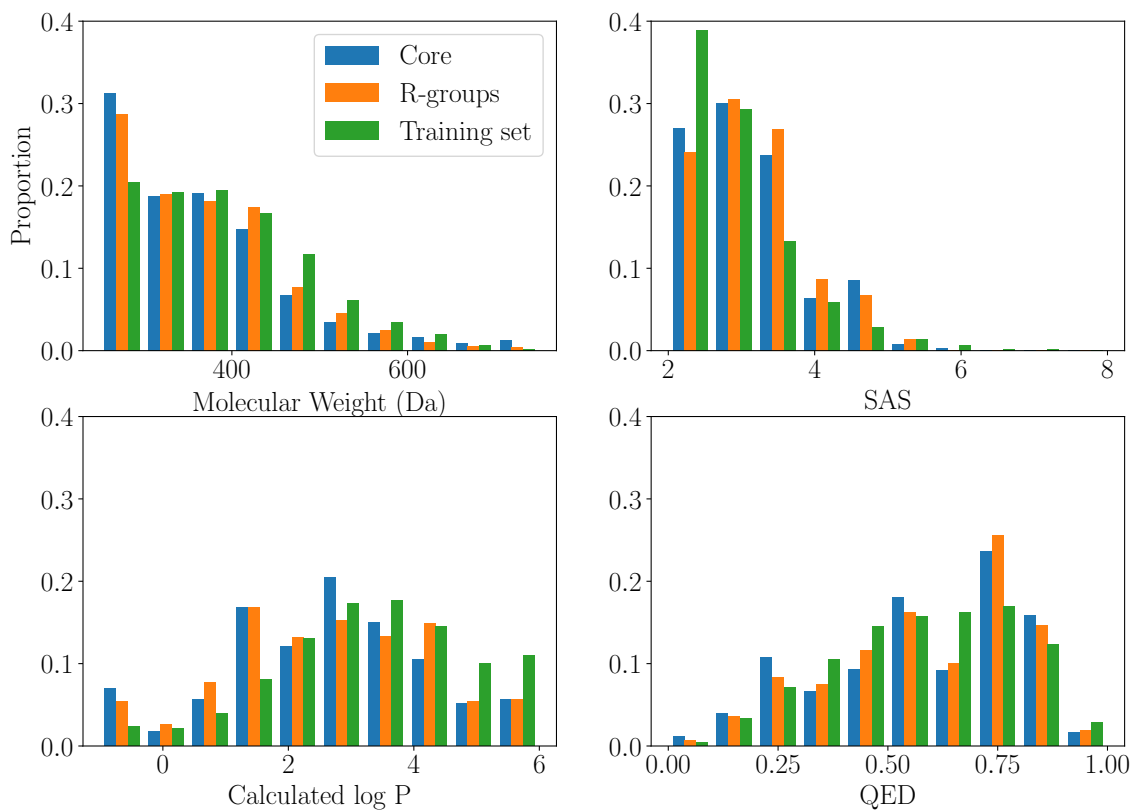 0.4
0.3
0.2
0.1
0.0
Proportion
Core
R-groups
Training set
400 600
Molecular Weight (Da)
0.4
0.3
0.2
0.1
0.0
2 4 6 8
SAS
0.4
0.3
0.2
0.1
0.0
0 2 4 6
Calculated log P
0.4
0.3
0.2
0.1
0.0
0.00 0.25 0.50 0.75 1.00
QED